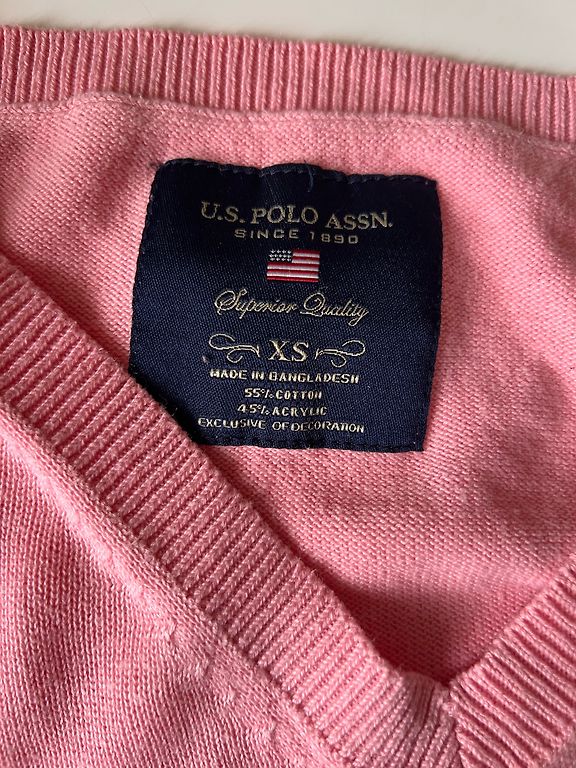 U.S. POLO ASSN.
SINCE 1890
Superior Quality
XS
MADE IN BANGLADESH
55% COTTON
45% ACRYLIC
EXCLUSIVE OF DECORATION